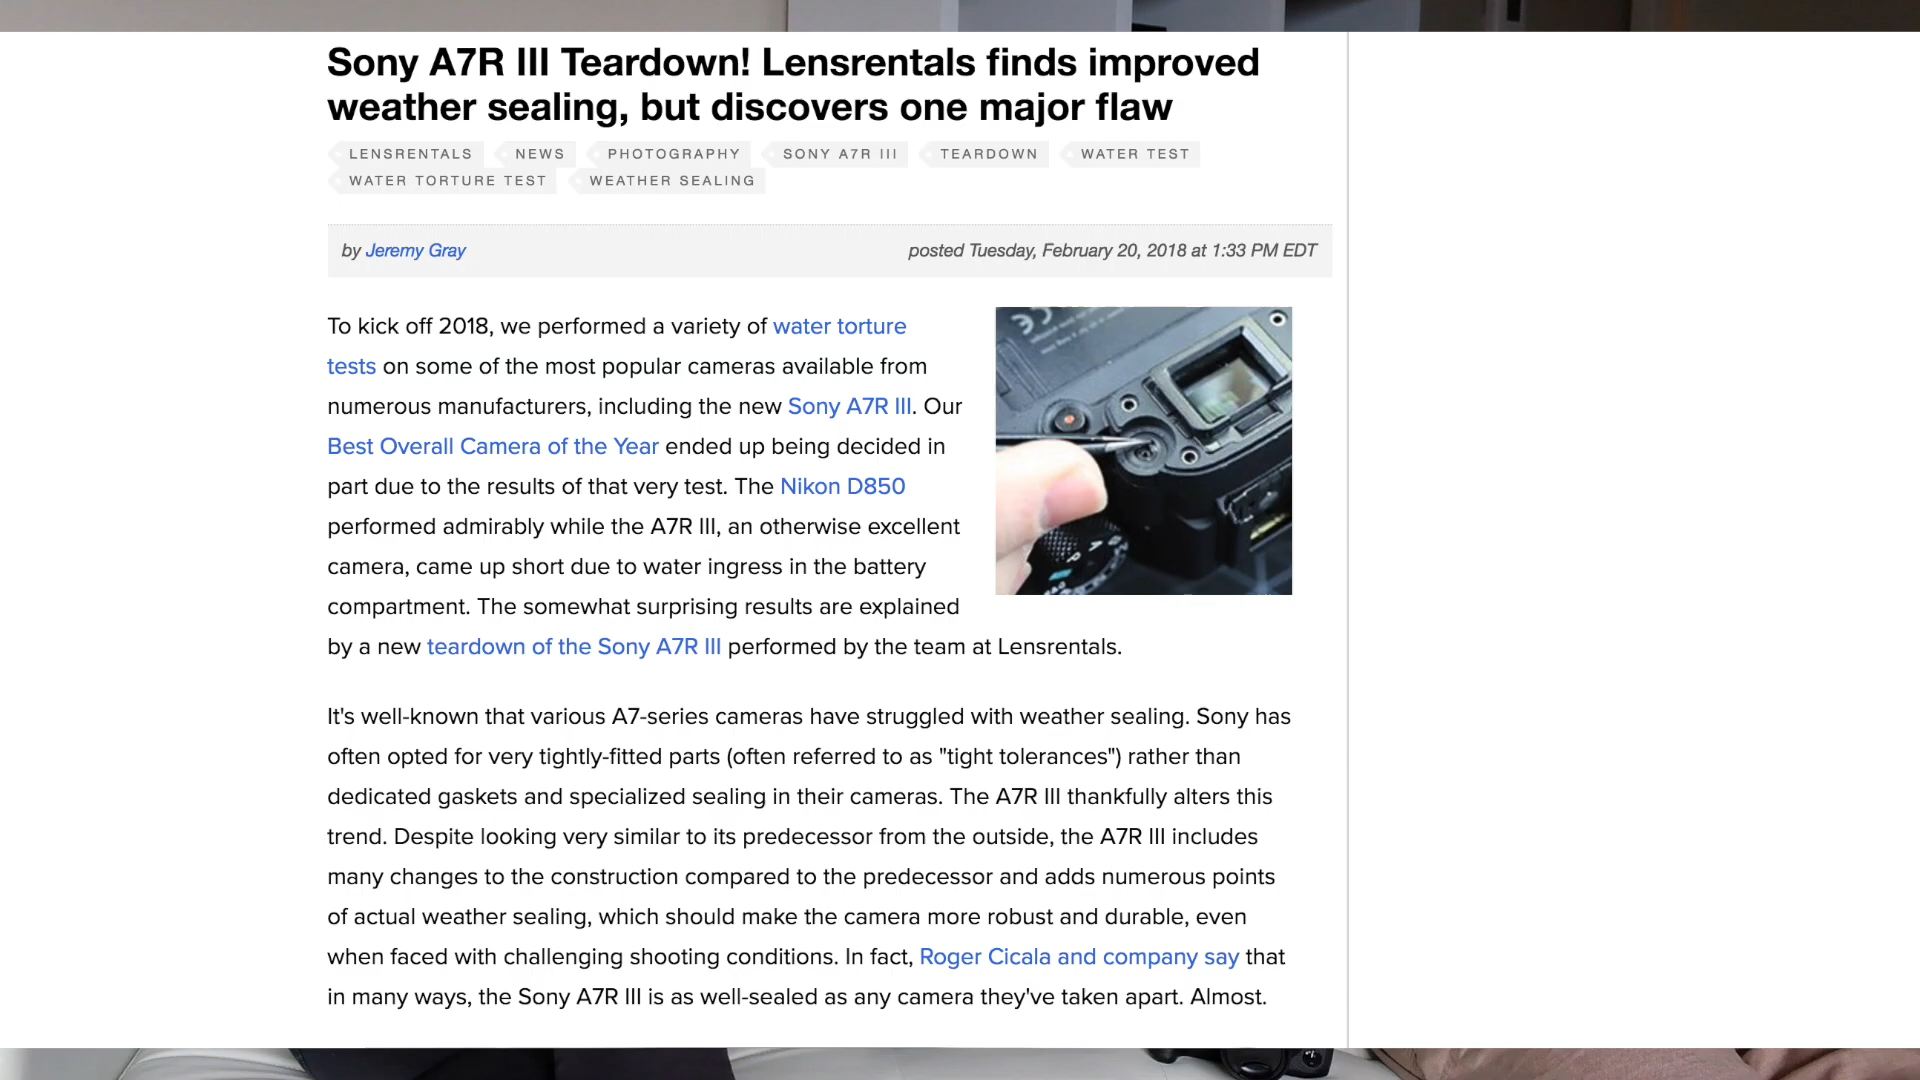 Sony A7R III Teardown! Lensrentals finds improved
weather sealing, but discovers one major flaw
LENSRENTALS NEWS PHOTOGRAPHY SONY A7R III TEARDOWN WATER TEST
WATER TORTURE TEST WEATHER SEALING
by Jeremy Gray posted Tuesday, February 20, 2018 at 1:33 PM EDT
To kick off 2018, we performed a variety of water torture
tests on some of the most popular cameras available from
numerous manufacturers, including the new Sony A7R III. Our
Best Overall Camera of the Year ended up being decided in
part due to the results of that very test. The Nikon D850
performed admirably while the A7R III, an otherwise excellent
camera, came up short due to water ingress in the battery
compartment. The somewhat surprising results are explained
by a new teardown of the Sony A7R III performed by the team at Lensrentals.
It's well-known that various A7-series cameras have struggled with weather sealing. Sony has
often opted for very tightly-fitted parts (often referred to as "tight tolerances") rather than
dedicated gaskets and specialized sealing in their cameras. The A7R III thankfully alters this
trend. Despite looking very similar to its predecessor from the outside, the A7R III includes
many changes to the construction compared to the predecessor and adds numerous points
of actual weather sealing, which should make the camera more robust and durable, even
when faced with challenging shooting conditions. In fact, Roger Cicala and company say that
in many ways, the Sony A7R III is as well-sealed as any camera they've taken apart. Almost.